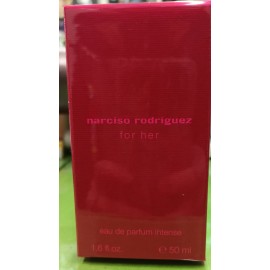 narciso rodriguez
for her
eau de parfum intense
1.6 fl.oz. e 50 ml